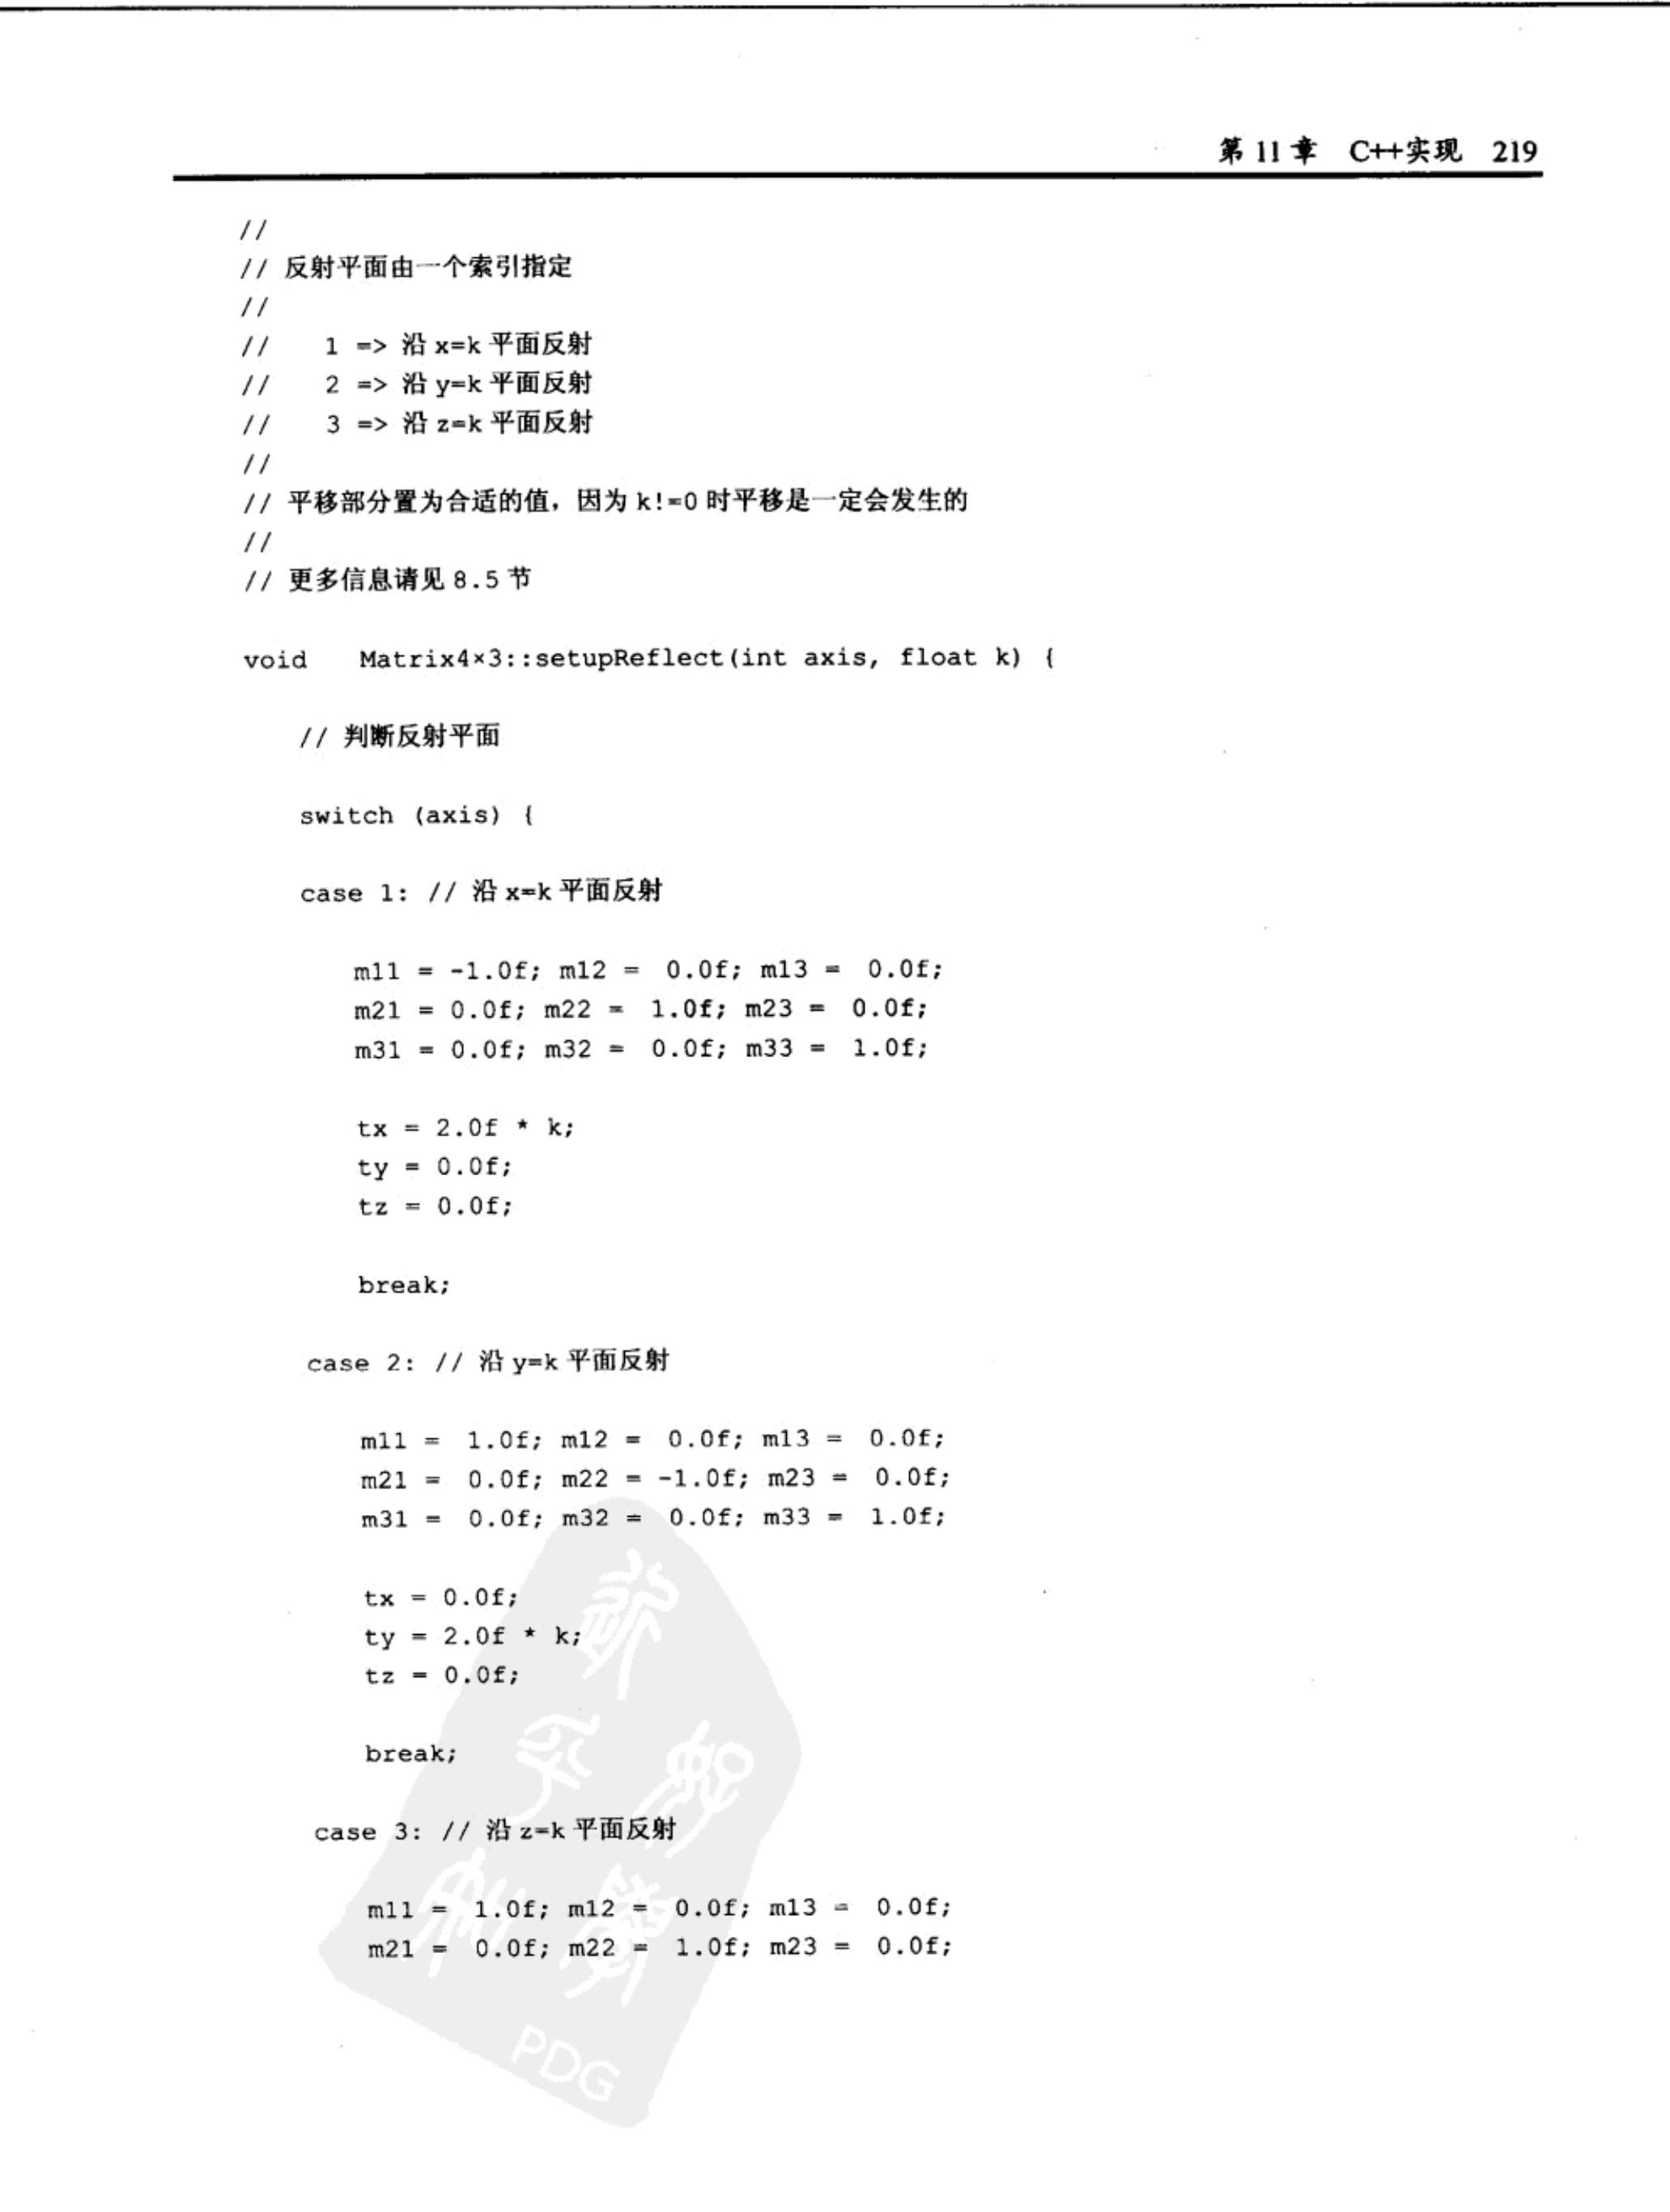 第 11 章 C++实现 219
//
// 反射平面由一个索引指定
//
// 1 => 沿 x=k 平面反射
// 2 => 沿 y=k 平面反射
// 3 => 沿 z=k 平面反射
//
// 平移部分置为合适的值，因为 k!=0 时平移是一定会发生的
//
// 更多信息请见 8.5 节
void Matrix4×3::setupReflect(int axis, float k) {
// 判断反射平面
switch (axis) {
case 1: // 沿 x=k 平面反射
m11 = -1.0f; m12 = 0.0f; m13 = 0.0f;
m21 = 0.0f; m22 = 1.0f; m23 = 0.0f;
m31 = 0.0f; m32 = 0.0f; m33 = 1.0f;
tx = 2.0f * k;
ty = 0.0f;
tz = 0.0f;
break;
case 2: // 沿 y=k 平面反射
m11 = 1.0f; m12 = 0.0f; m13 = 0.0f;
m21 = 0.0f; m22 = -1.0f; m23 = 0.0f;
m31 = 0.0f; m32 = 0.0f; m33 = 1.0f;
tx = 0.0f;
ty = 2.0f * k;
tz = 0.0f;
break;
case 3: // 沿 z=k 平面反射
m11 = 1.0f; m12 = 0.0f; m13 = 0.0f;
m21 = 0.0f; m22 = 1.0f; m23 = 0.0f;
PDG